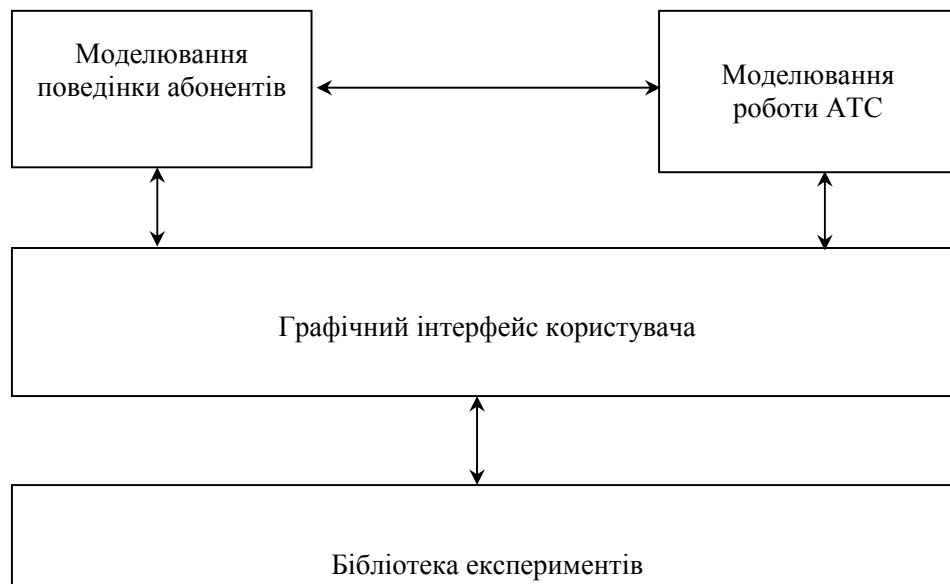 Моделювання
поведінки абонентів
Моделювання
роботи АТС
Графічний інтерфейс користувача
Бібліотека експериментів